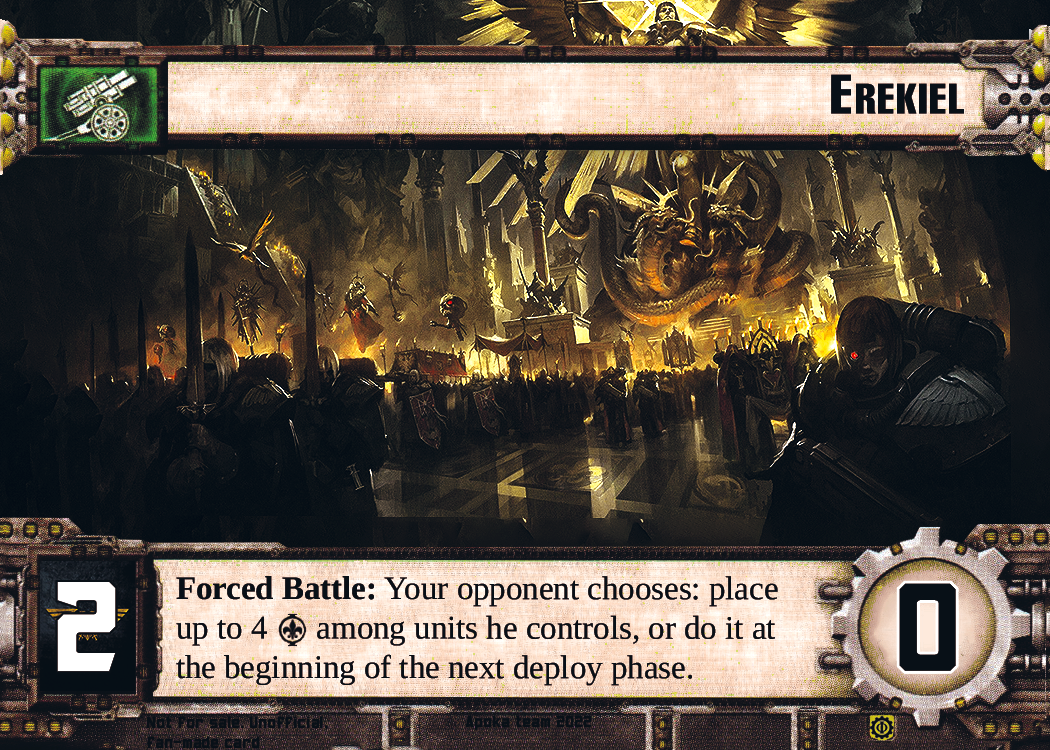 EREKIEL
Forced Battle: Your opponent chooses: place
up to 4 among units he controls, or do it at
the beginning of the next deploy phase.
2
0
Not for sale. Unofficial. Apoka team 2022
Fan-made card